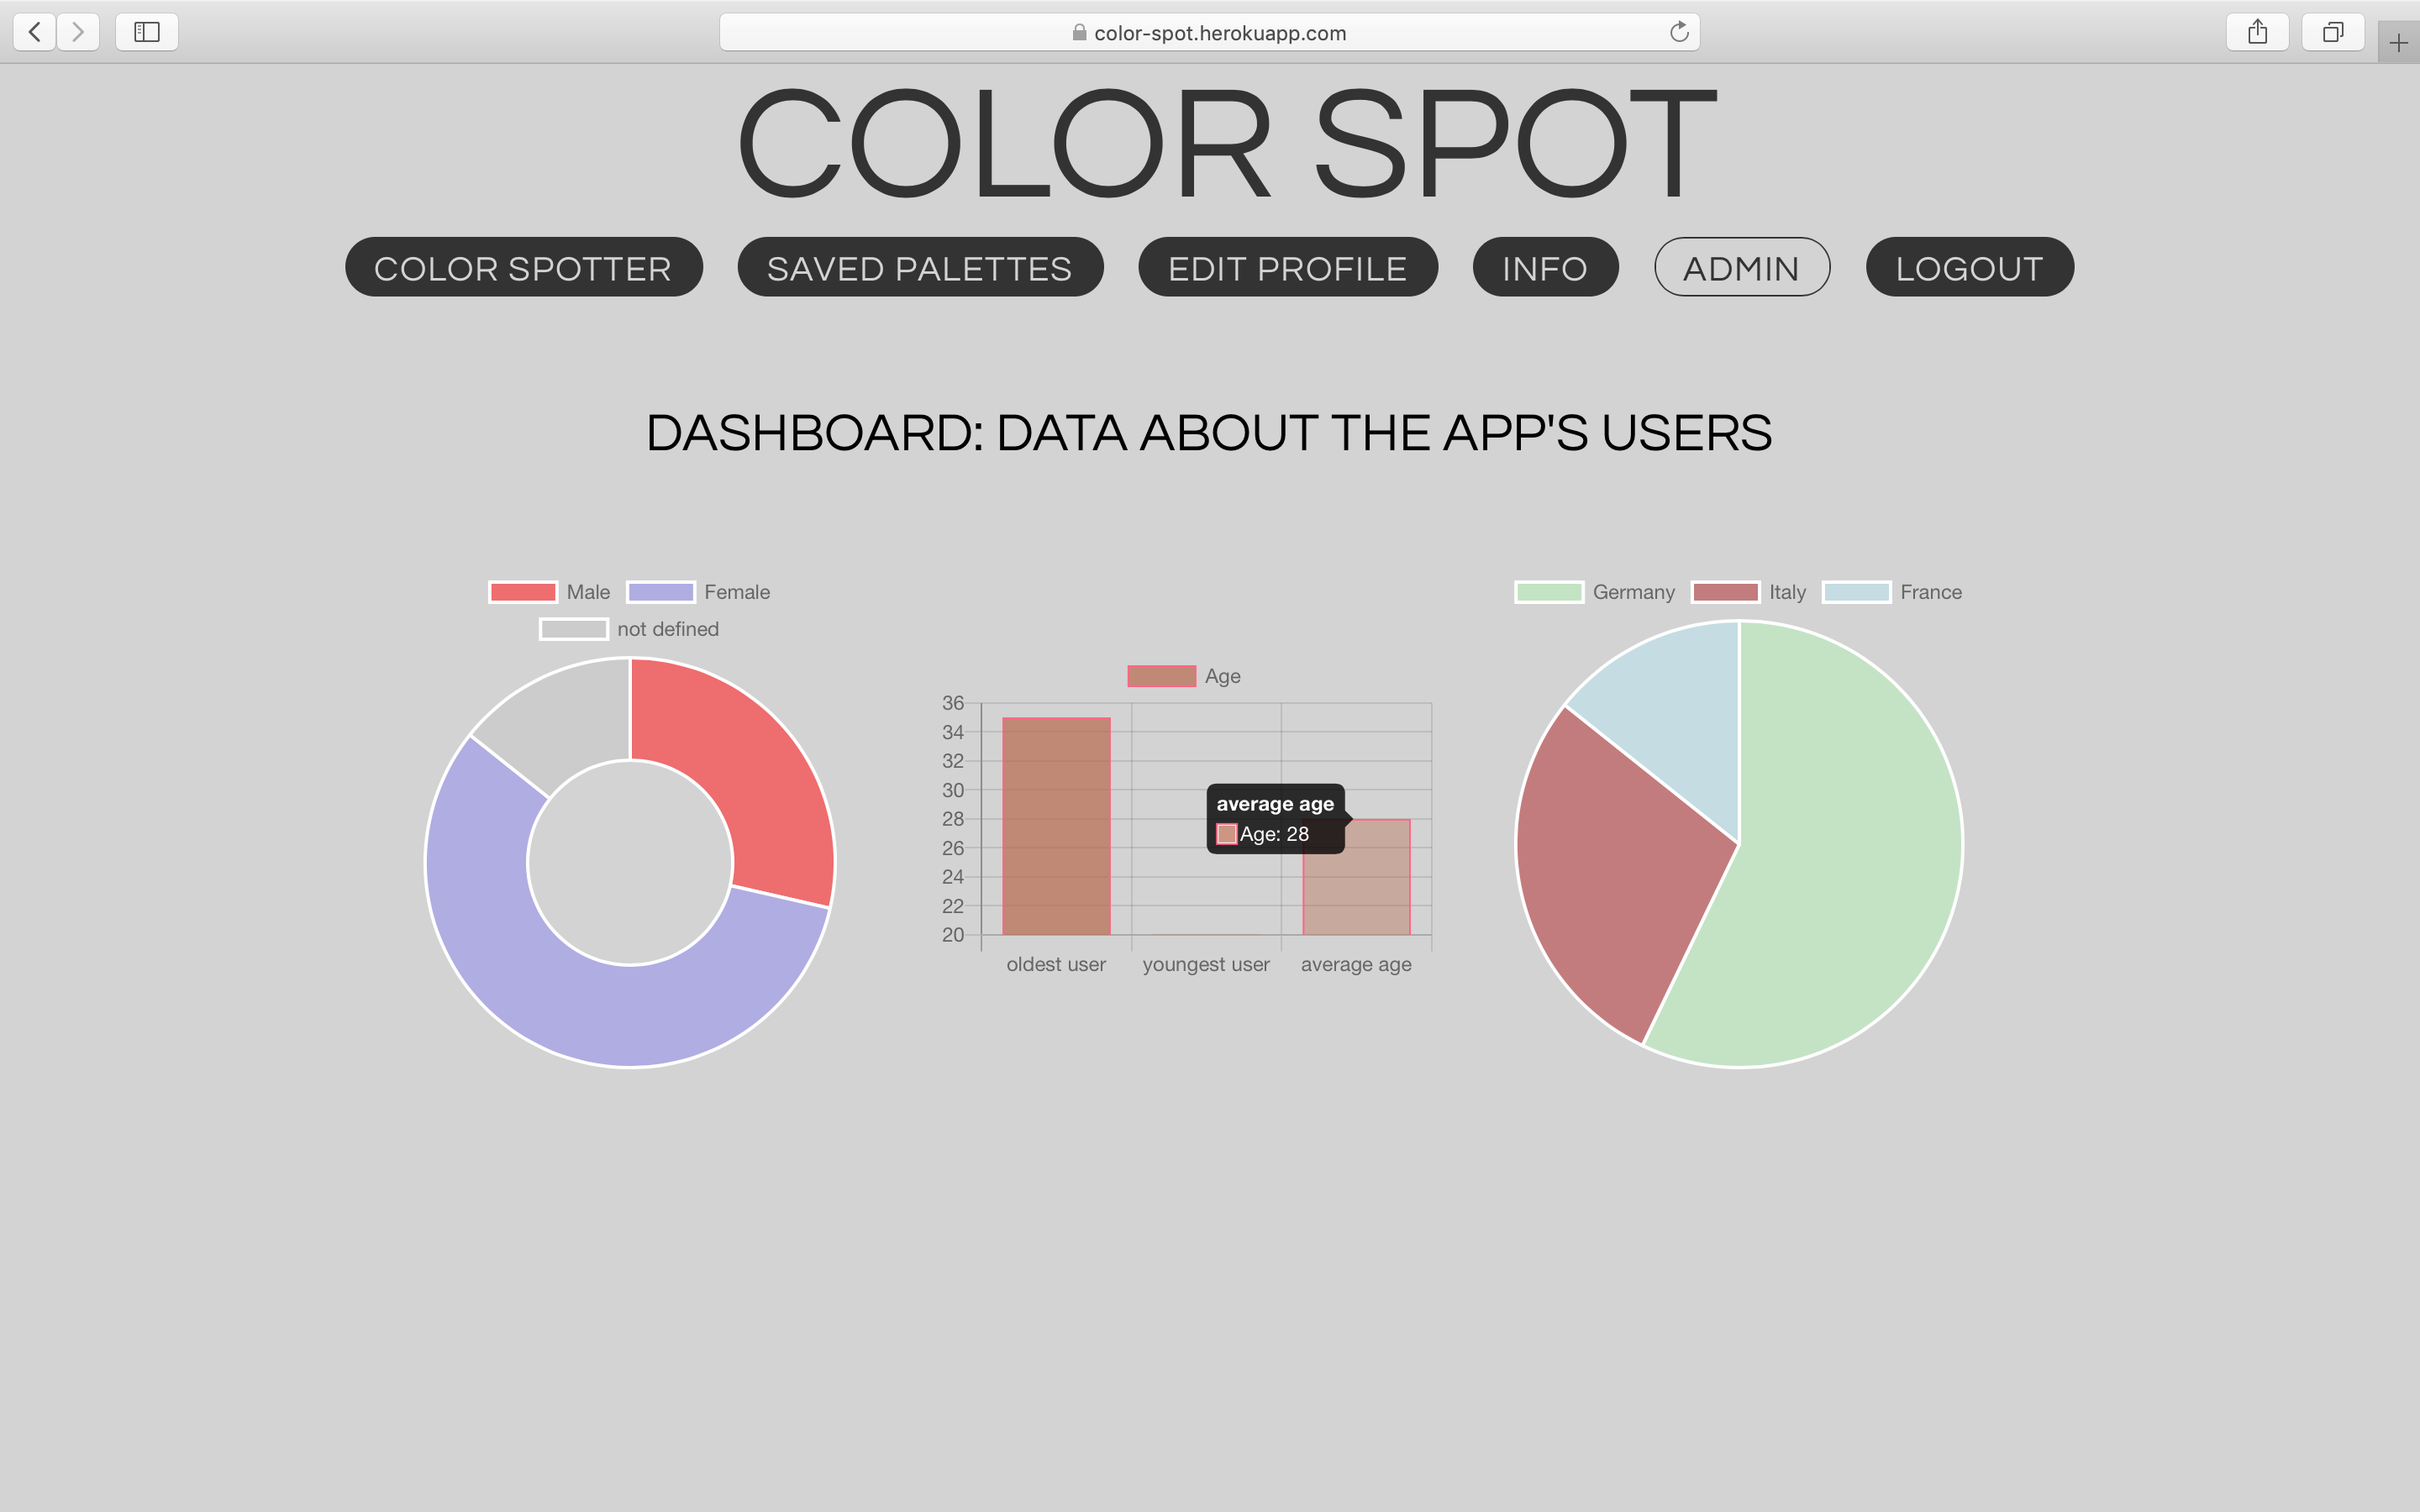 color-spot.herokuapp.com
COLOR SPOT
COLOR SPOTTER SAVED PALETTES EDIT PROFILE INFO ADMIN LOGOUT
DASHBOARD: DATA ABOUT THE APP'S USERS
Male Female
not defined
Age
36
34
32
30
28
26
24
22
20
average age
Age: 28
oldest user youngest user average age
Germany Italy France